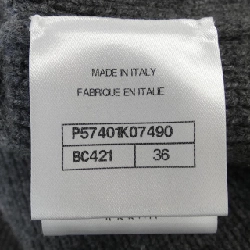 MADE IN ITALY
FABRIQUE EN ITALIE
P57401K07490
BC421 36